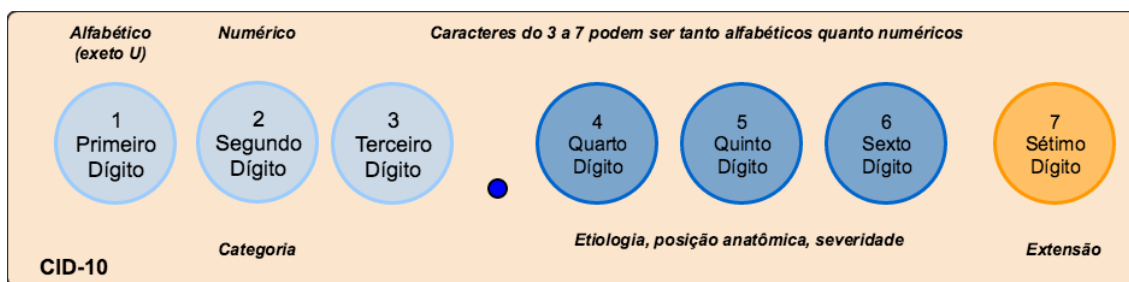 Alfabético
(exeto U)
Numérico
Caracteres do 3 a 7 podem ser tanto alfabéticos quanto numéricos
1
Primeiro
Dígito
2
Segundo
Dígito
3
Terceiro
Dígito
4
Quarto
Dígito
5
Quinto
Dígito
6
Sexto
Dígito
7
Sétimo
Dígito
Categoria
Etiologia, posição anatômica, severidade
Extensão
CID-10